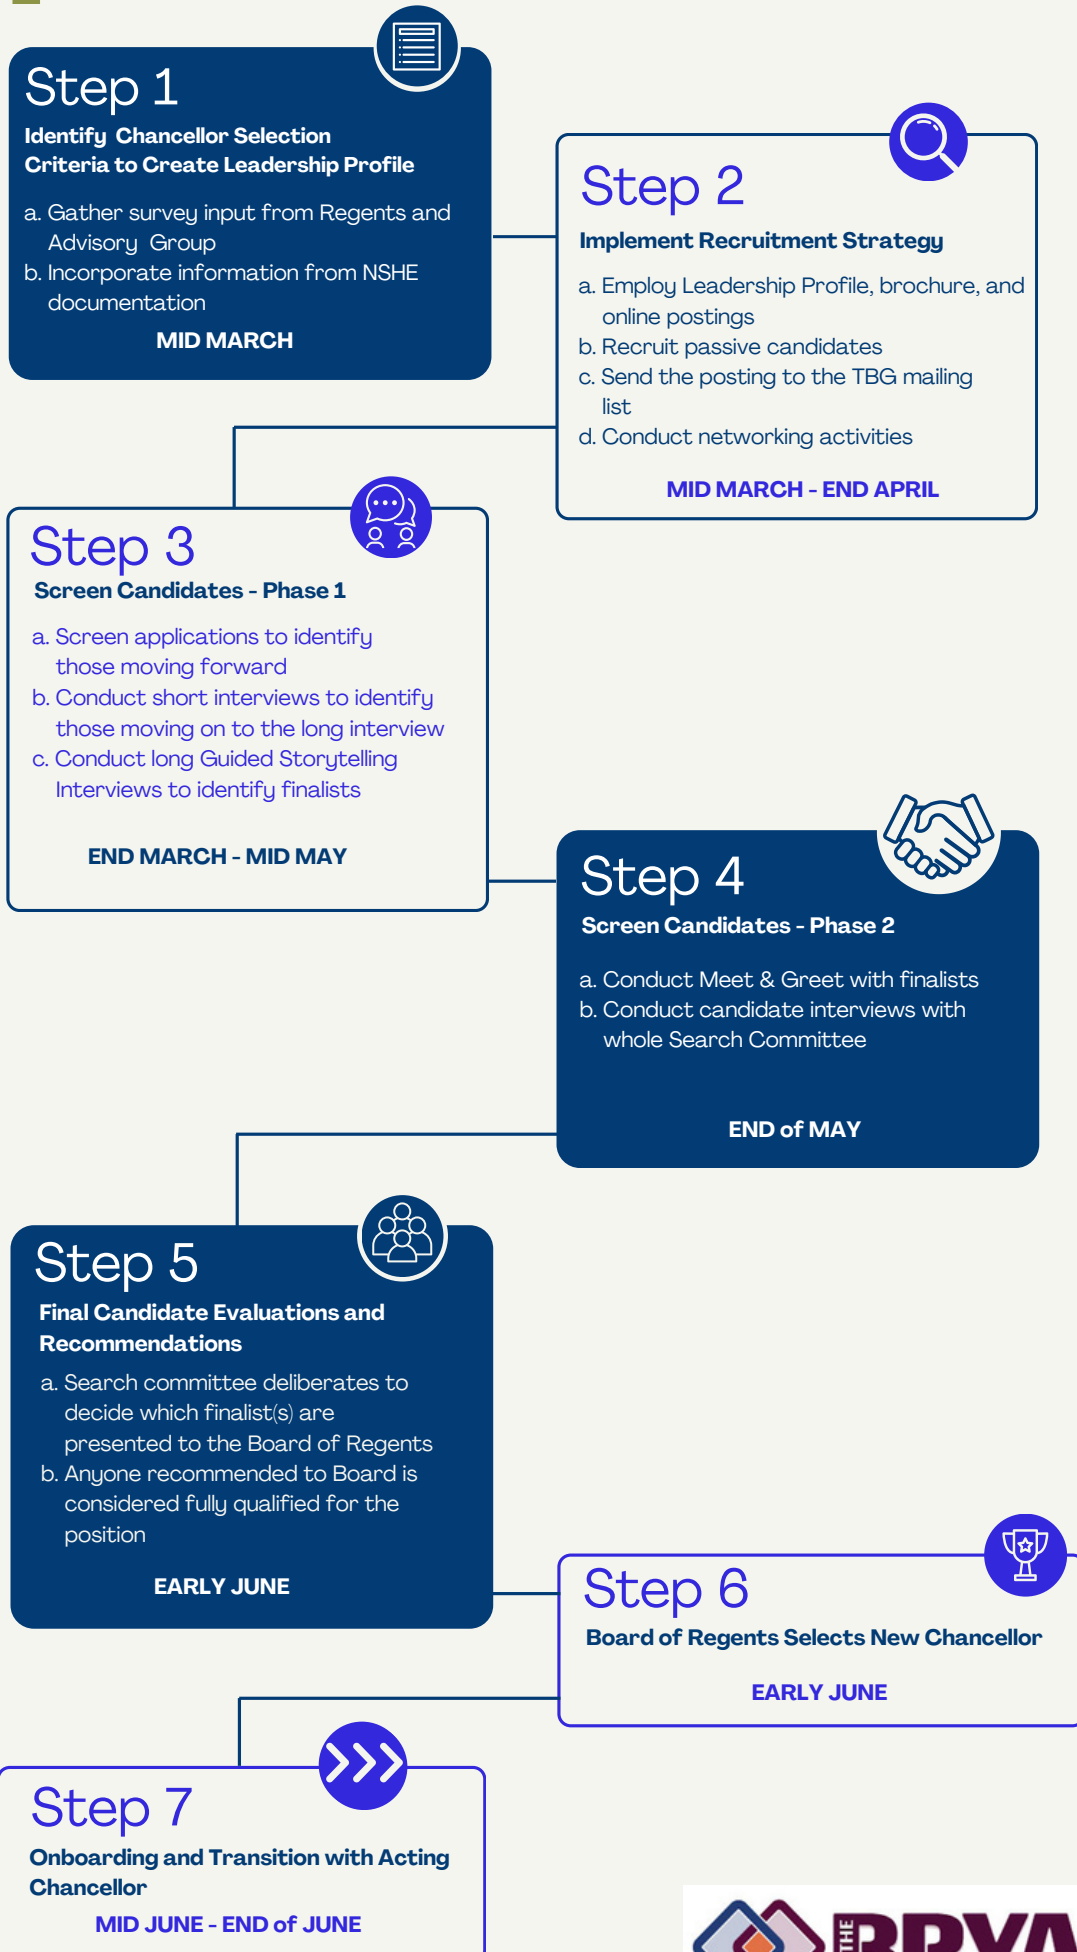 Step 1
Identify Chancellor Selection
Criteria to Create Leadership Profile
a. Gather survey input from Regents and
Advisory Group
b. Incorporate information from NSHE
documentation
MID MARCH
Step 2
Implement Recruitment Strategy
a. Employ Leadership Profile, brochure, and
online postings
b. Recruit passive candidates
c. Send the posting to the TBG mailing
list
d. Conduct networking activities
MID MARCH - END APRIL
Step 3
Screen Candidates - Phase 1
a. Screen applications to identify
those moving forward
b. Conduct short interviews to identify
those moving on to the long interview
c. Conduct long Guided Storytelling
Interviews to identify finalists
END MARCH - MID MAY
Step 4
Screen Candidates - Phase 2
a. Conduct Meet & Greet with finalists
b. Conduct candidate interviews with
whole Search Committee
END of MAY
Step 5
Final Candidate Evaluations and
Recommendations
a. Search committee deliberates to
decide which finalist(s) are
presented to the Board of Regents
b. Anyone recommended to Board is
considered fully qualified for the
position
EARLY JUNE
Step 6
Board of Regents Selects New Chancellor
EARLY JUNE
Step 7
Onboarding and Transition with Acting
Chancellor
MID JUNE - END of JUNE
THE